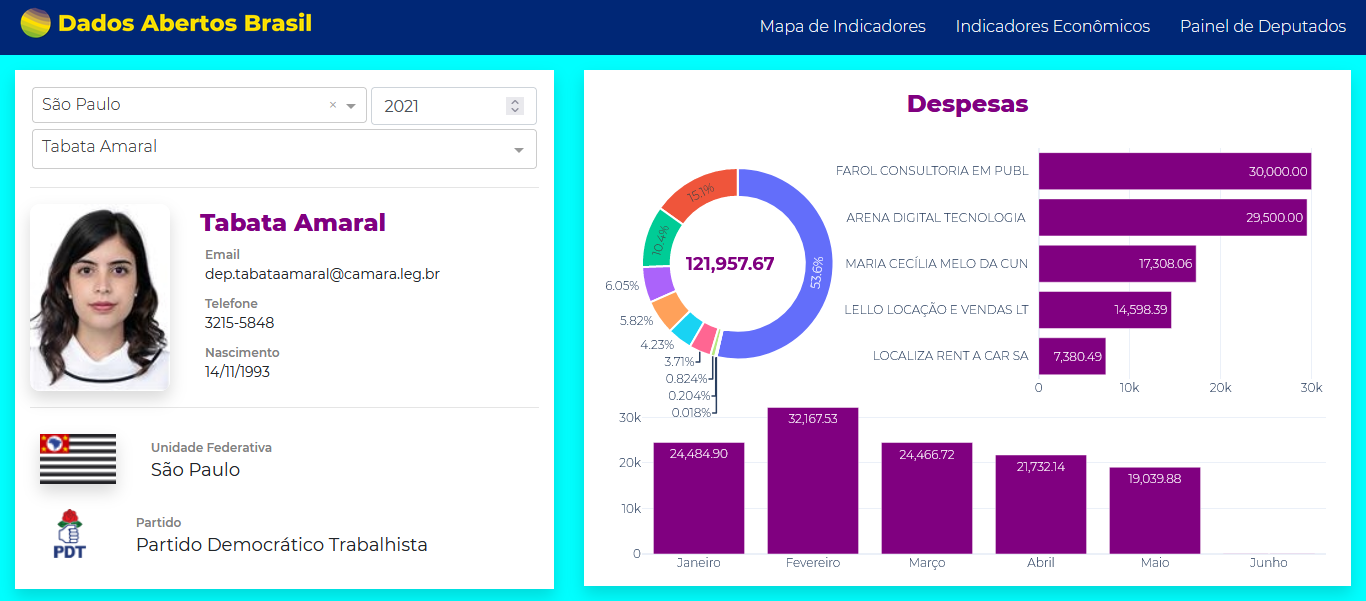 Dados Abertos Brasil
Mapa de Indicadores
Indicadores Econômicos
Painel de Deputados
São Paulo
×
2021
Tabata Amaral
Tabata Amaral
Email
dep.tabataamaral@camara.leg.br
Telefone
3215-5848
Nascimento
14/11/1993
Unidade Federativa
São Paulo
PDT
Partido
Partido Democrático Trabalhista
Despesas
15.1%
10.4%
6.05%
5.82%
4.23%
3.71%
0.824%
0.204%
0.018%
53.6%
121,957.67
FAROL CONSULTORIA EM PUBL
30,000.00
ARENA DIGITAL TECNOLOGIA
29,500.00
MARIA CECÍLIA MELO DA CUN
17,308.06
LELLO LOCAÇÃO E VENDAS LT
14,598.39
LOCALIZA RENT A CAR SA
7,380.49
0
10k
20k
30k
30k
20k
10k
0
24,484.90
32,167.53
24,466.72
21,732.14
19,039.88
Janeiro
Fevereiro
Março
Abril
Maio
Junho